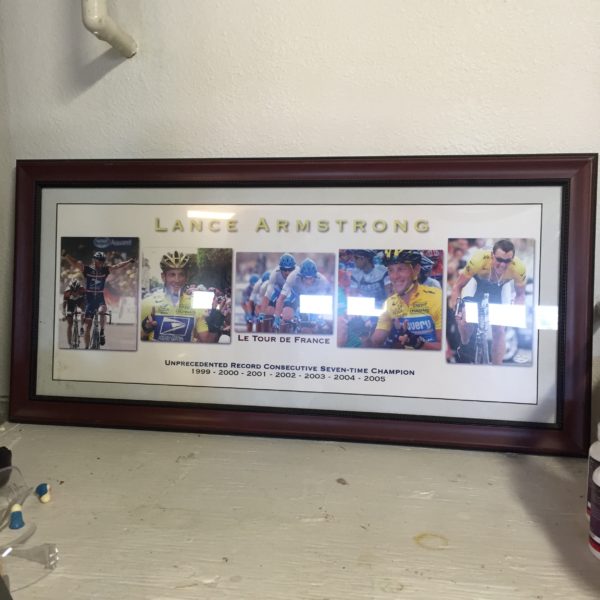 LANCE ARMSTRONG
LE TOUR DE FRANCE
UNPRECEDENTED RECORD CONSECUTIVE SEVEN-TIME CHAMPION
1999 - 2000 - 2001 - 2002 - 2003 - 2004 - 2005